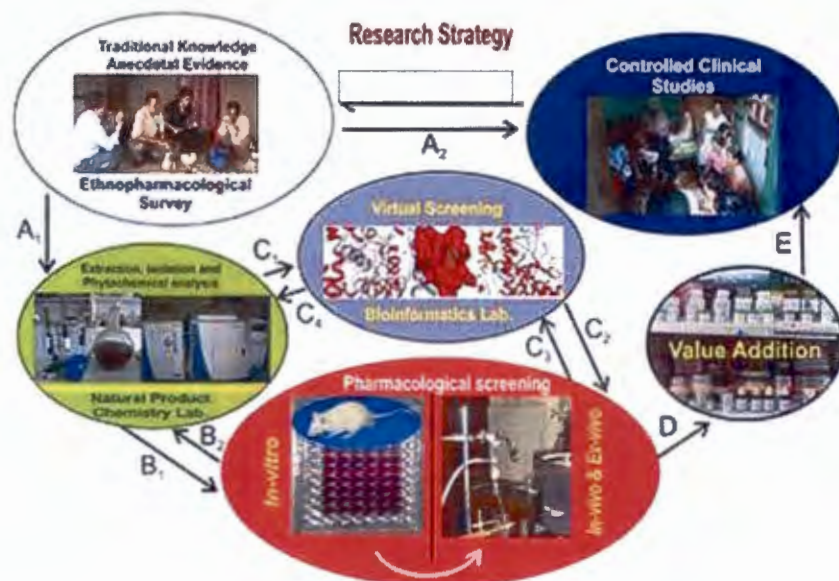 Research Strategy
Traditional Knowledge
Anecdotal Evidence
Ethnopharmacological
Survey
Controlled Clinical
Studies
A₂
A₁
Virtual Screening
Bioinformatics Lab.
E
Extraction, Isolation and
Phytochemical analysis
Natural Product
Chemistry Lab.
C₄
C₂
C₃
Value Addition
Pharmacological screening
In-vitro
In-vivo & Ex-vivo
B₂
B₁
D